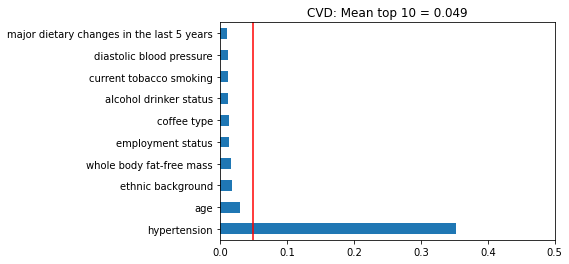 CVD: Mean top 10 = 0.049
major dietary changes in the last 5 years
diastolic blood pressure
current tobacco smoking
alcohol drinker status
coffee type
employment status
whole body fat-free mass
ethnic background
age
hypertension
0.0 0.1 0.2 0.3 0.4 0.5